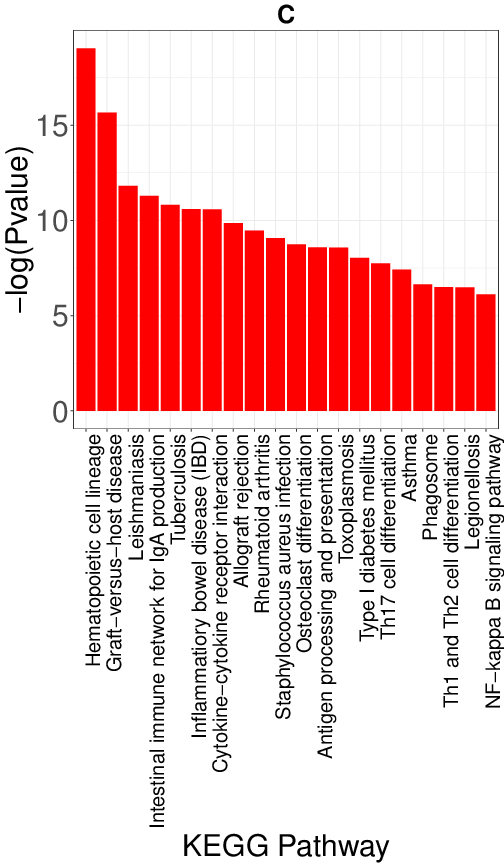 C
−log(Pvalue)
15
10
5
0
Hematopoietic cell lineage
Graft−versus−host disease
Leishmaniasis
Intestinal immune network for IgA production
Tuberculosis
Inflammatiory bowel disease (IBD)
Cytokine−cytokine receptor interaction
Allograft rejection
Rheumatoid arthritis
Staphylococcus aureus infection
Osteoclast differentiation
Antigen processing and presentation
Toxoplasmosis
Type I diabetes mellitus
Th17 cell differentiation
Asthma
Phagosome
Th1 and Th2 cell differentiation
Legionellosis
NF−kappa B signaling pathway
KEGG Pathway